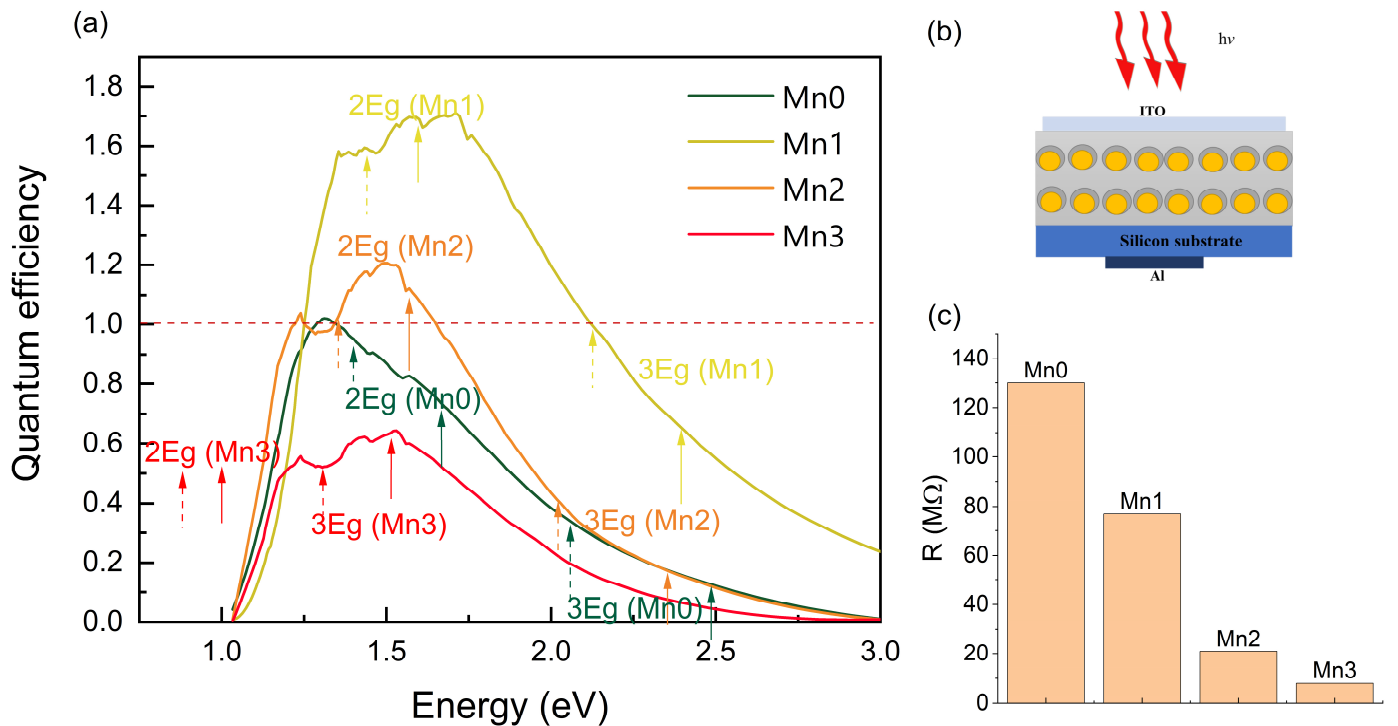 (a)
Quantum efficiency
1.8
1.6
1.4
1.2
1.0
0.8
0.6
0.4
0.2
0.0
1.0
1.5
2.0
2.5
3.0
Energy (eV)
Mn0
Mn1
Mn2
Mn3
2Eg (Mn1)
2Eg (Mn2)
2Eg (Mn0)
3Eg (Mn1)
2Eg (Mn3)
3Eg (Mn3)
3Eg (Mn2)
3Eg (Mn0)
(b)
hν
ITO
Silicon substrate
Al
(c)
R (MΩ)
140
120
100
80
60
40
20
0
Mn0
Mn1
Mn2
Mn3